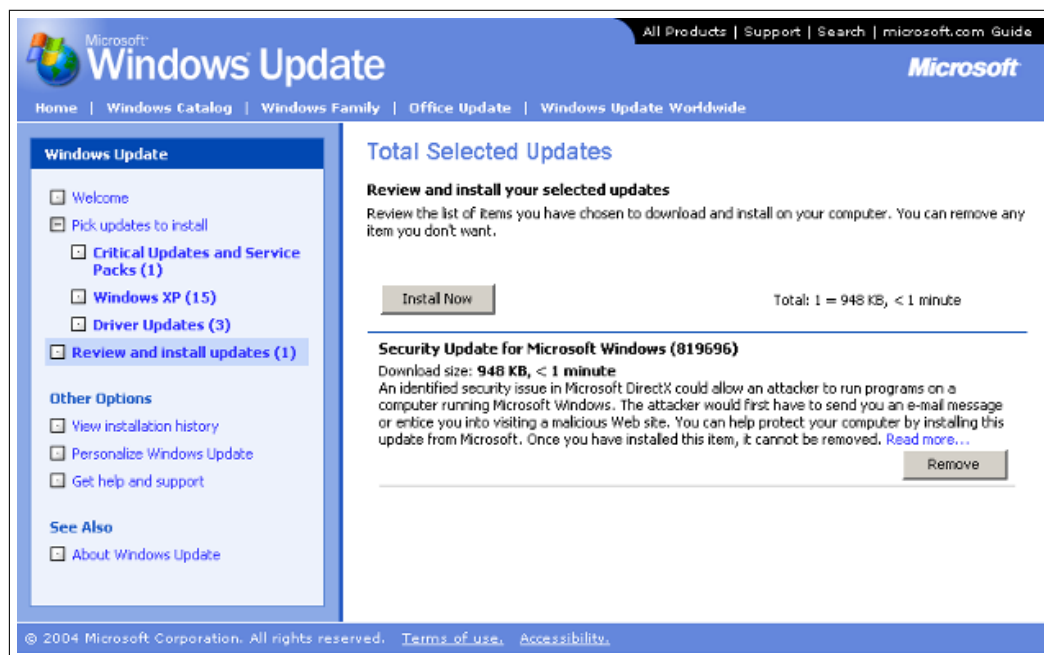 All Products | Support | Search | microsoft.com Guide
Microsoft
Windows Update
Microsoft
Home | Windows Catalog | Windows Family | Office Update | Windows Update Worldwide
Windows Update
Welcome
Pick updates to install
Critical Updates and Service
Packs (1)
Windows XP (15)
Driver Updates (3)
Review and install updates (1)
Other Options
View installation history
Personalize Windows Update
Get help and support
See Also
About Windows Update
Total Selected Updates
Review and install your selected updates
Review the list of items you have chosen to download and install on your computer. You can remove any
item you don't want.
Install Now
Total: 1 = 948 KB, < 1 minute
Security Update for Microsoft Windows (819696)
Download size: 948 KB, < 1 minute
An identified security issue in Microsoft DirectX could allow an attacker to run programs on a
computer running Microsoft Windows. The attacker would first have to send you an e-mail message
or entice you into visiting a malicious Web site. You can help protect your computer by installing this
update from Microsoft. Once you have installed this item, it cannot be removed. Read more...
Remove
© 2004 Microsoft Corporation. All rights reserved. Terms of use. Accessibility.